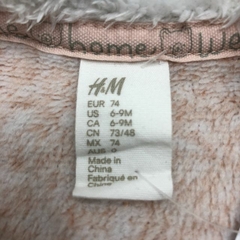 home
H&M
EUR 74
US 6-9M
CA 6-9M
CN 73/48
MX 74
Made in
China
Fabriqué en
Chine